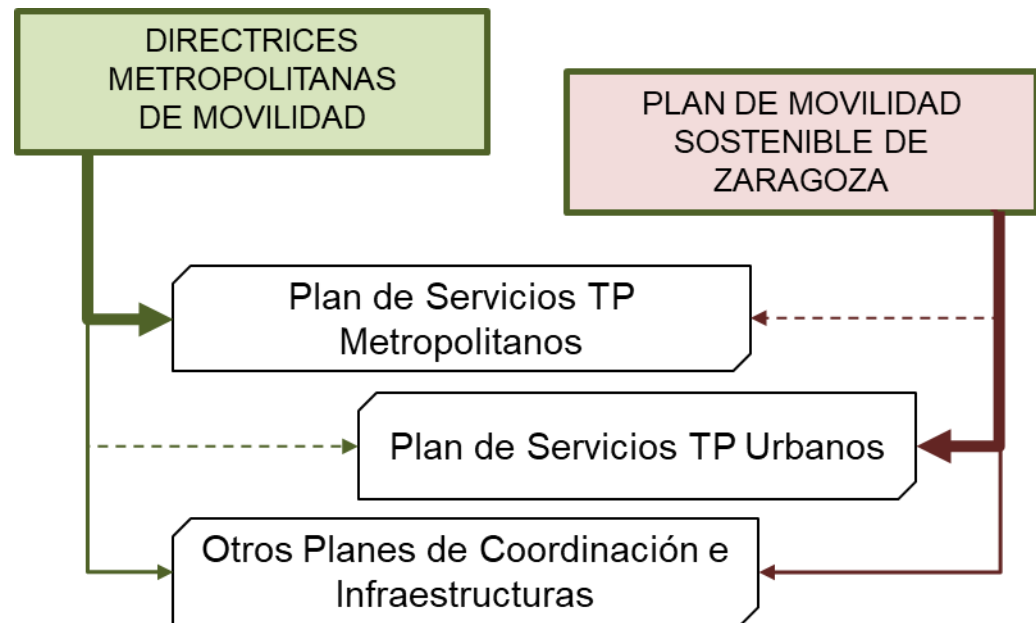 DIRECTRICES
METROPOLITANAS
DE MOVILIDAD
PLAN DE MOVILIDAD
SOSTENIBLE DE
ZARAGOZA
Plan de Servicios TP
Metropolitanos
Plan de Servicios TP Urbanos
Otros Planes de Coordinación e
Infraestructuras